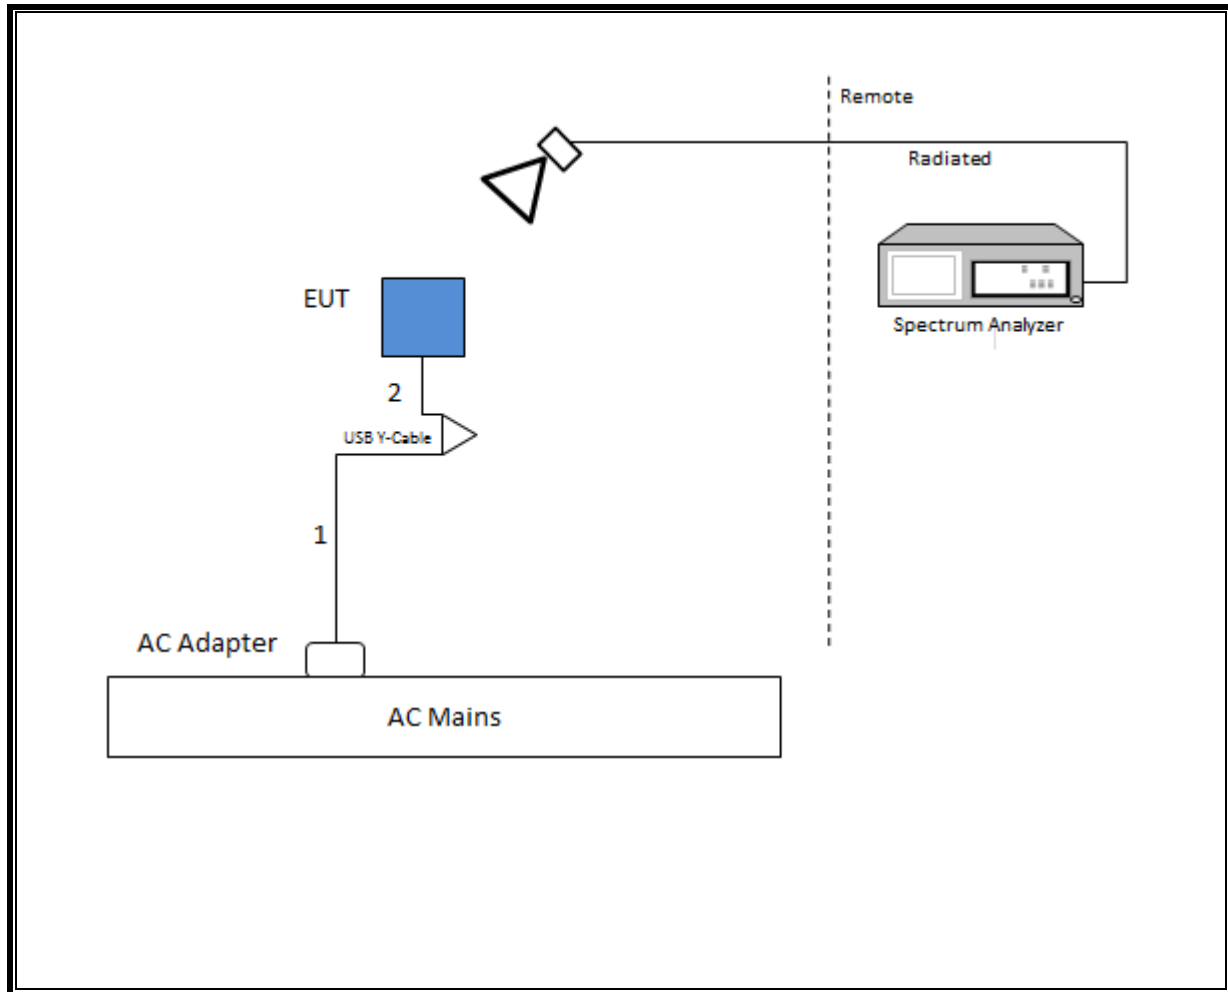 Remote
Radiated
EUT
Spectrum Analyzer
2
USB Y-Cable
1
AC Adapter
AC Mains